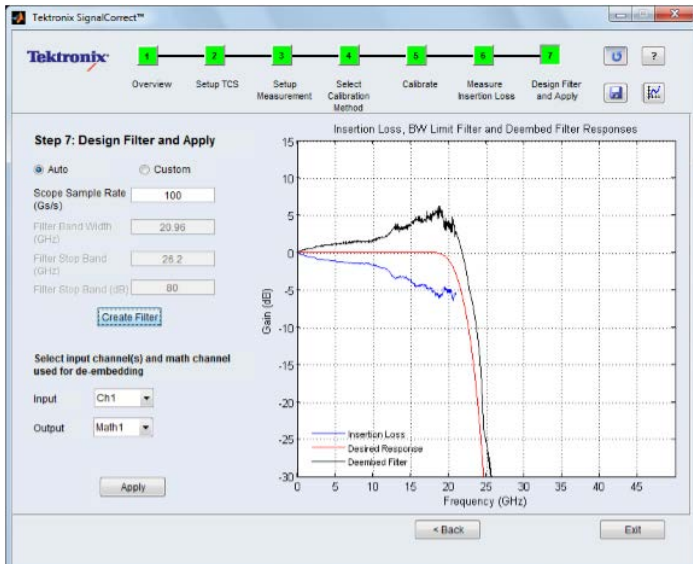 Tektronix SignalCorrect™
Tektronix
1
2
3
4
5
6
7
?
Overview
Setup TCS
Setup Measurement
Select Calibration Method
Calibrate
Measure Insertion Loss
Design Filter and Apply
Step 7: Design Filter and Apply
Auto
Custom
Scope Sample Rate (Gs/s)
100
Filter Band Width (GHz)
20.96
Filter Stop Band (GHz)
26.2
Filter Stop Band (dB)
80
Create Filter
Select input channel(s) and math channel
used for de-embedding
Input
Ch1
Output
Math1
Apply
Insertion Loss, BW Limit Filter and Deembed Filter Responses
15
10
5
0
-5
-10
-15
-20
-25
-30
Gain (dB)
Insertion Loss
Desired Response
Deembed Filter
0
5
10
15
20
25
30
35
40
45
Frequency (GHz)
< Back
Exit